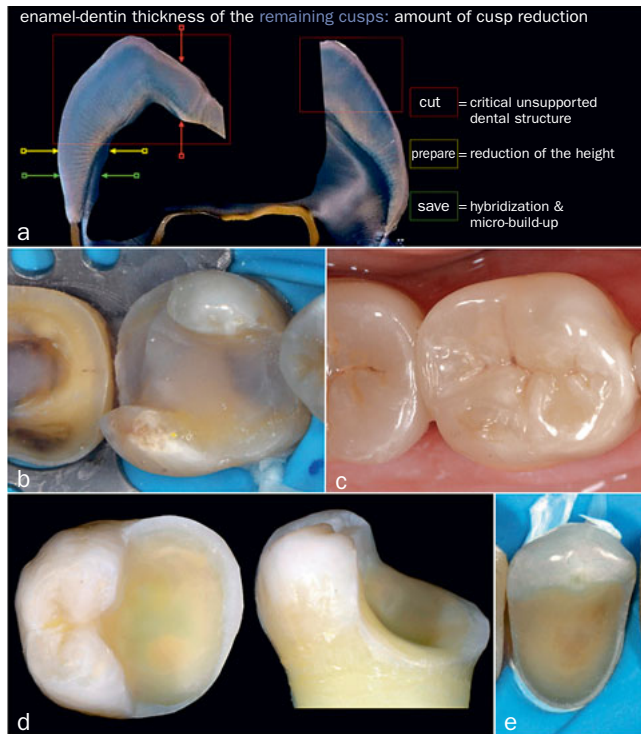 enamel-dentin thickness of the remaining cusps: amount of cusp reduction
cut = critical unsupported
dental structure
prepare = reduction of the height
save = hybridization &
micro-build-up
a
b
c
d
e